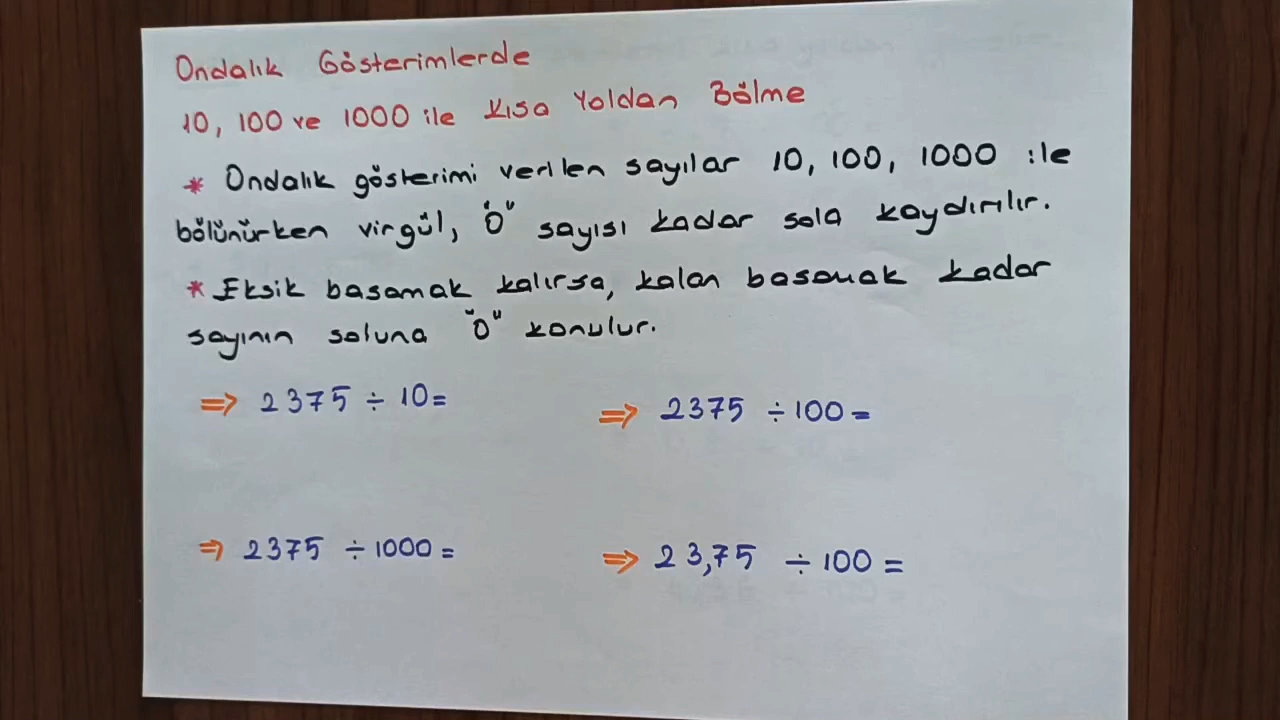 Ondalık Gösterimlerde
10, 100 ve 1000 ile Kısa Yoldan Bölme
* Ondalık gösterimi verilen sayılar 10, 100, 1000 ile
bölünürken virgül, "0" sayısı kadar sola kaydırılır.
* Eksik basamak kalırsa, kalan basamak kadar
sayının soluna "0" konulur.
⇒ 2375 ÷ 10 =
⇒ 2375 ÷ 100 =
⇒ 2375 ÷ 1000 =
⇒ 23,75 ÷ 100 =